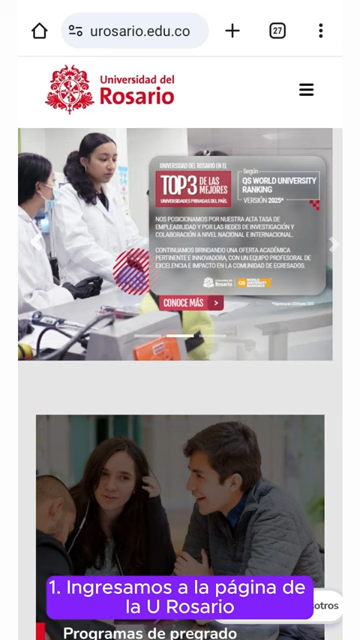 urosario.edu.co
27
Universidad del
Rosario
UNIVERSIDAD DEL ROSARIO EN EL
TOP3 DE LAS
MEJORES
UNIVERSIDADES PRIVADAS DEL PAÍS.
Según
QS WORLD UNIVERSITY
RANKING
VERSIÓN 2025*
NOS POSICIONAMOS POR NUESTRA ALTA TASA DE
EMPLEABILIDAD Y POR LAS REDES DE INVESTIGACIÓN Y
COLABORACIÓN A NIVEL NACIONAL E INTERNACIONAL.
CONTINUAMOS BRINDANDO UNA OFERTA ACADÉMICA
PERTINENTE E INNOVADORA, CON UN EQUIPO PROFESORAL DE
EXCELENCIA E IMPACTO EN LA COMUNIDAD DE EGRESADOS.
Rosario
CONOCE MÁS >
1. Ingresamos a la página de
la U Rosario
otros
Programas de pregrado